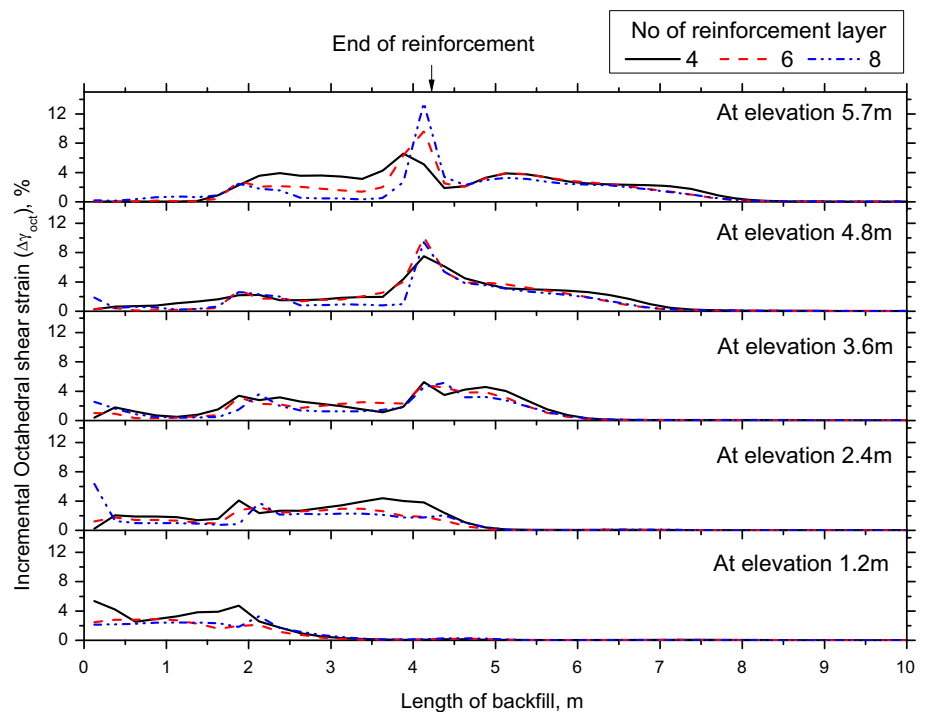 No of reinforcement layer
4 6 8
End of reinforcement
Incremental Octahedral shear strain (Δγoct), %
12
8
4
0
At elevation 5.7m
12
8
4
0
At elevation 4.8m
12
8
4
0
At elevation 3.6m
12
8
4
0
At elevation 2.4m
12
8
4
0
At elevation 1.2m
0 1 2 3 4 5 6 7 8 9 10
Length of backfill, m